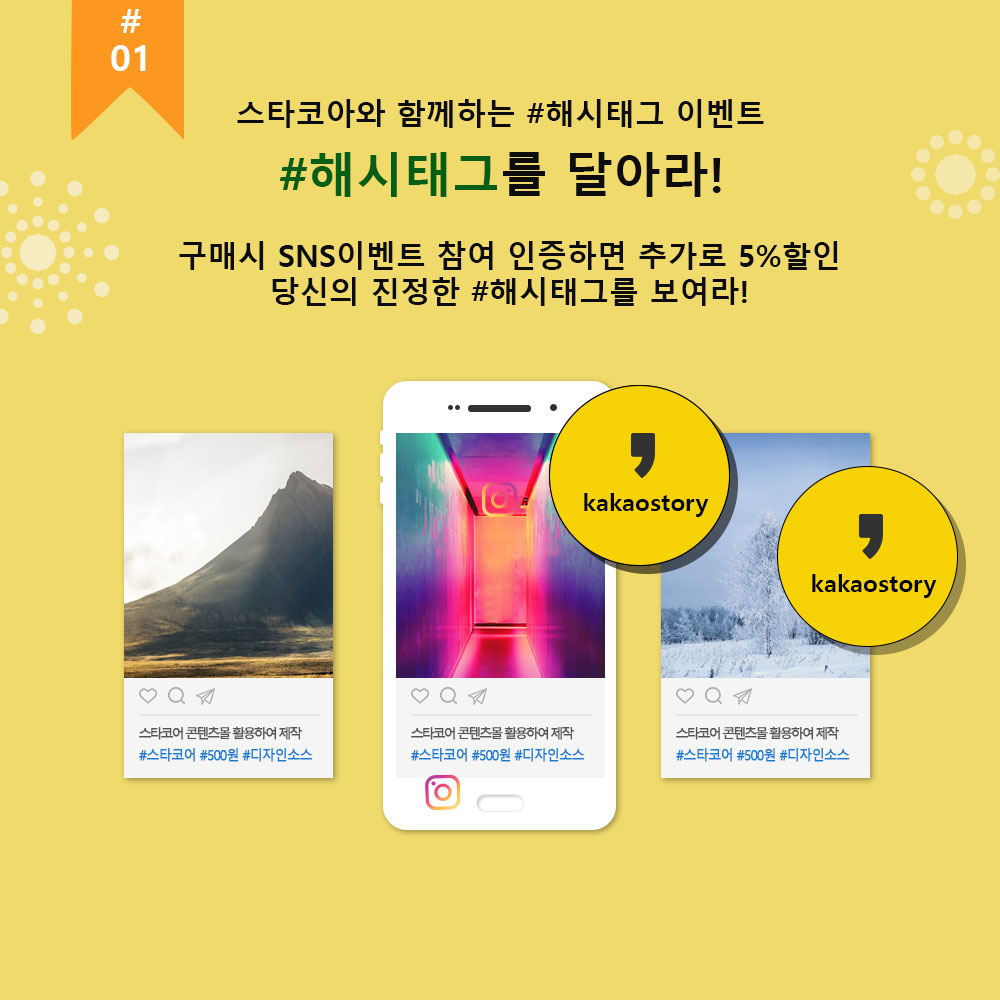 #
01
스타코아와 함께하는 #해시태그 이벤트
#해시태그를 달아라!
구매시 SNS이벤트 참여 인증하면 추가로 5%할인
당신의 진정한 #해시태그를 보여라!
kakaostory
kakaostory
스타코어 콘텐츠몰 활용하여 제작
#스타코어 #500원 #디자인소스
스타코어 콘텐츠몰 활용하여 제작
#스타코어 #500원 #디자인소스
스타코어 콘텐츠몰 활용하여 제작
#스타코어 #500원 #디자인소스